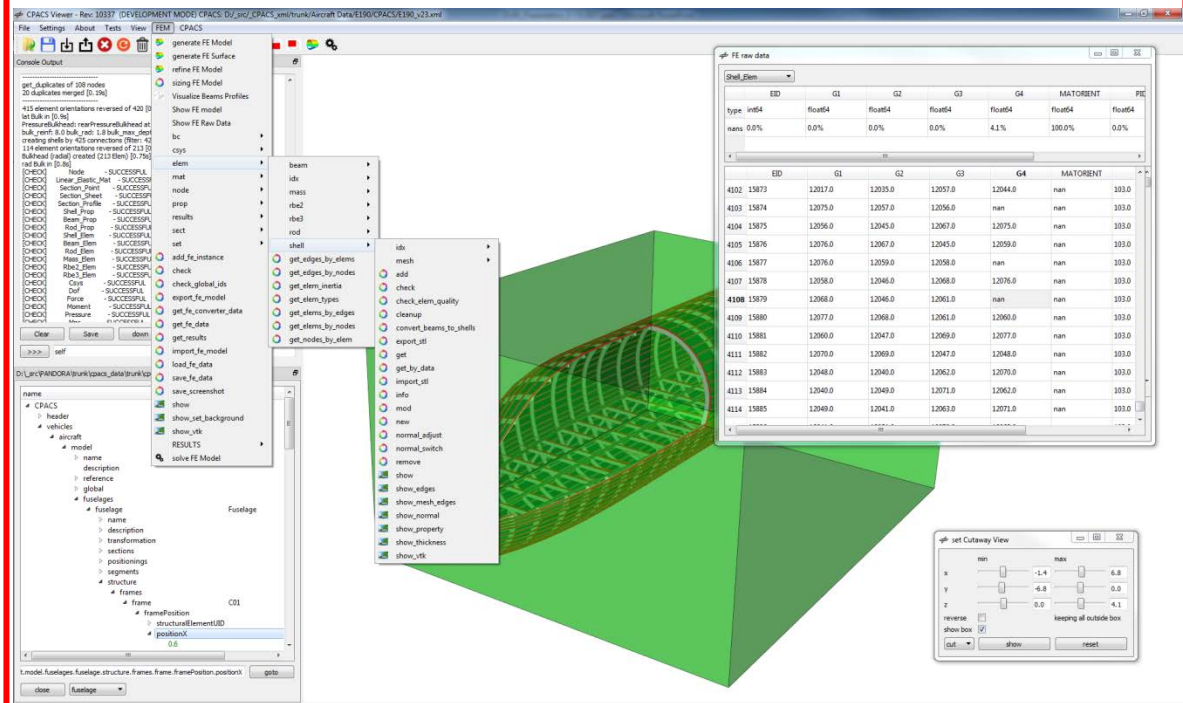 CPACS Viewer - Rev: 10337 (DEVELOPMENT MODE) CPACS: D:/_src/_CPACS_xml/trunk/Aircraft Data/E190/CPACS/E190_v23.xml
File Settings About Tests View FEM CPACS
Console Output
get_duplicates of 108 nodes
20 duplicates merged [0.19s]
415 element orientations reversed of 420 [0
lat Bulk in [0.9s]
PressureBulkhead: rearPressureBulkhead at
bulk_reinf: 8.0 bulk_rad: 1.8 bulk_max_dept
creating shells by 425 connections (filter: 42
114 element orientations reversed of 213 [0
Bulkhead (radial) created (213 Elem) [0.75s]
rad Bulk in [0.8s]
[CHECK] Node - SUCCESSFUL
[CHECK] Linear_Elastic_Mat - SUCCESSFUL
[CHECK] Section_Point - SUCCESSFU
[CHECK] Section_Sheet - SUCCESSFU
[CHECK] Section_Profile - SUCCESSFUL
[CHECK] Shell_Prop - SUCCESSFUL
[CHECK] Beam_Prop - SUCCESSFU
[CHECK] Rod_Prop - SUCCESSFUL
[CHECK] Shell_Elem - SUCCESSFUL
[CHECK] Beam_Elem - SUCCESSFU
[CHECK] Rod_Elem - SUCCESSFUL
[CHECK] Mass_Elem - SUCCESSFUL
[CHECK] Rbe2_Elem - SUCCESSFUL
[CHECK] Rbe3_Elem - SUCCESSFUL
[CHECK] Csys - SUCCESSFUL
[CHECK] Dof - SUCCESSFUL
[CHECK] Force - SUCCESSFUL
[CHECK] Moment - SUCCESSFUL
[CHECK] Pressure - SUCCESSFUL
Clear Save down
>>> self
D:\_src\PANDORA\trunk\cpacs_data\trunk\cp
name
CPACS
header
vehicles
aircraft
model
name
description
reference
global
fuselages
fuselage Fuselage
name
description
transformation
sections
positionings
segments
structure
frames
frame C01
framePosition
structuralElementUID
positionX
0.6
t.model.fuselages.fuselage.structure.frames.frame.framePosition.positionX goto
close fuselage
generate FE Model
generate FE Surface
refine FE Model
sizing FE Model
Visualize Beams Profiles
Show FE model
Show FE Raw Data
bc
csys
elem
mat
node
prop
results
sect
set
add_fe_instance
check
check_global_ids
export_fe_model
get_fe_converter_data
get_fe_data
get_results
import_fe_model
load_fe_data
save_fe_data
save_screenshot
show
show_set_background
show_vtk
RESULTS
solve FE Model
beam
idx
mass
rbe2
rbe3
rod
shell
get_edges_by_elems
get_edges_by_nodes
get_elem_inertia
get_elem_types
get_elems_by_edges
get_elems_by_nodes
get_nodes_by_elem
idx
mesh
add
check
check_elem_quality
cleanup
convert_beams_to_shells
export_stl
get
get_by_data
import_stl
info
mod
new
normal_adjust
normal_switch
remove
show
show_edges
show_mesh_edges
show_normal
show_property
show_thickness
show_vtk
FE raw data
Shell_Elem
EID G1 G2 G3 G4 MATORIENT PID
type int64 float64 float64 float64 float64 float64 float64
nans 0.0% 0.0% 0.0% 0.0% 4.1% 100.0% 0.0%
EID G1 G2 G3 G4 MATORIENT
4102 15873 12017.0 12035.0 12057.0 12044.0 nan 103.0
4103 15874 12075.0 12057.0 12056.0 nan nan 103.0
4104 15875 12056.0 12045.0 12067.0 12075.0 nan 103.0
4105 15876 12076.0 12067.0 12045.0 12059.0 nan 103.0
4106 15877 12076.0 12059.0 12058.0 nan nan 103.0
4107 15878 12058.0 12046.0 12068.0 12076.0 nan 103.0
4108 15879 12068.0 12046.0 12061.0 nan nan 103.0
4109 15880 12077.0 12068.0 12061.0 12060.0 nan 103.0
4110 15881 12060.0 12047.0 12069.0 12077.0 nan 103.0
4111 15882 12070.0 12069.0 12047.0 12048.0 nan 103.0
4112 15883 12048.0 12040.0 12062.0 12070.0 nan 103.0
4113 15884 12040.0 12049.0 12071.0 12062.0 nan 103.0
4114 15885 12049.0 12041.0 12063.0 12071.0 nan 103.0
set Cutaway View
min max
x -1.4 6.8
y -6.8 0.0
z 0.0 4.1
reverse keeping all outside box
show box
cut show reset